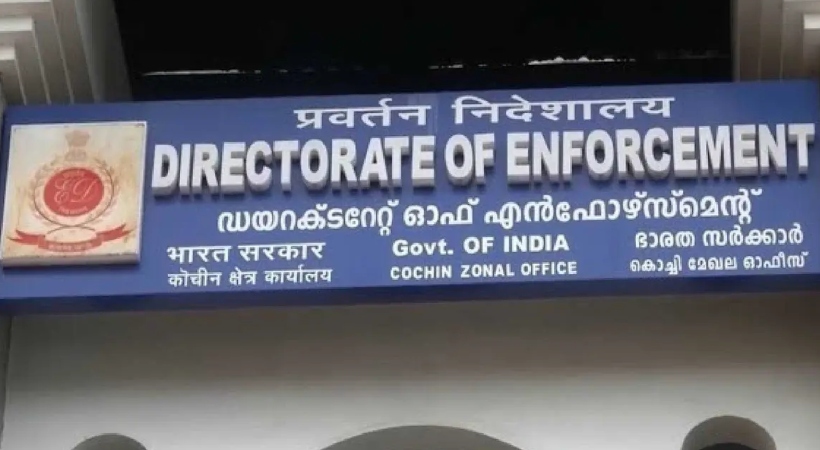 प्रवर्तन निदेशालय
DIRECTORATE OF ENFORCEMENT
ഡയറക്ടറേറ്റ് ഓഫ് എൻഫോഴ്സ്മെന്റ്
भारत सरकार Govt. OF INDIA ഭാരത സർക്കാർ
कोचीन क्षेत्र कार्यालय COCHIN ZONAL OFFICE കൊച്ചി മേഖല ഓഫീസ്
ED